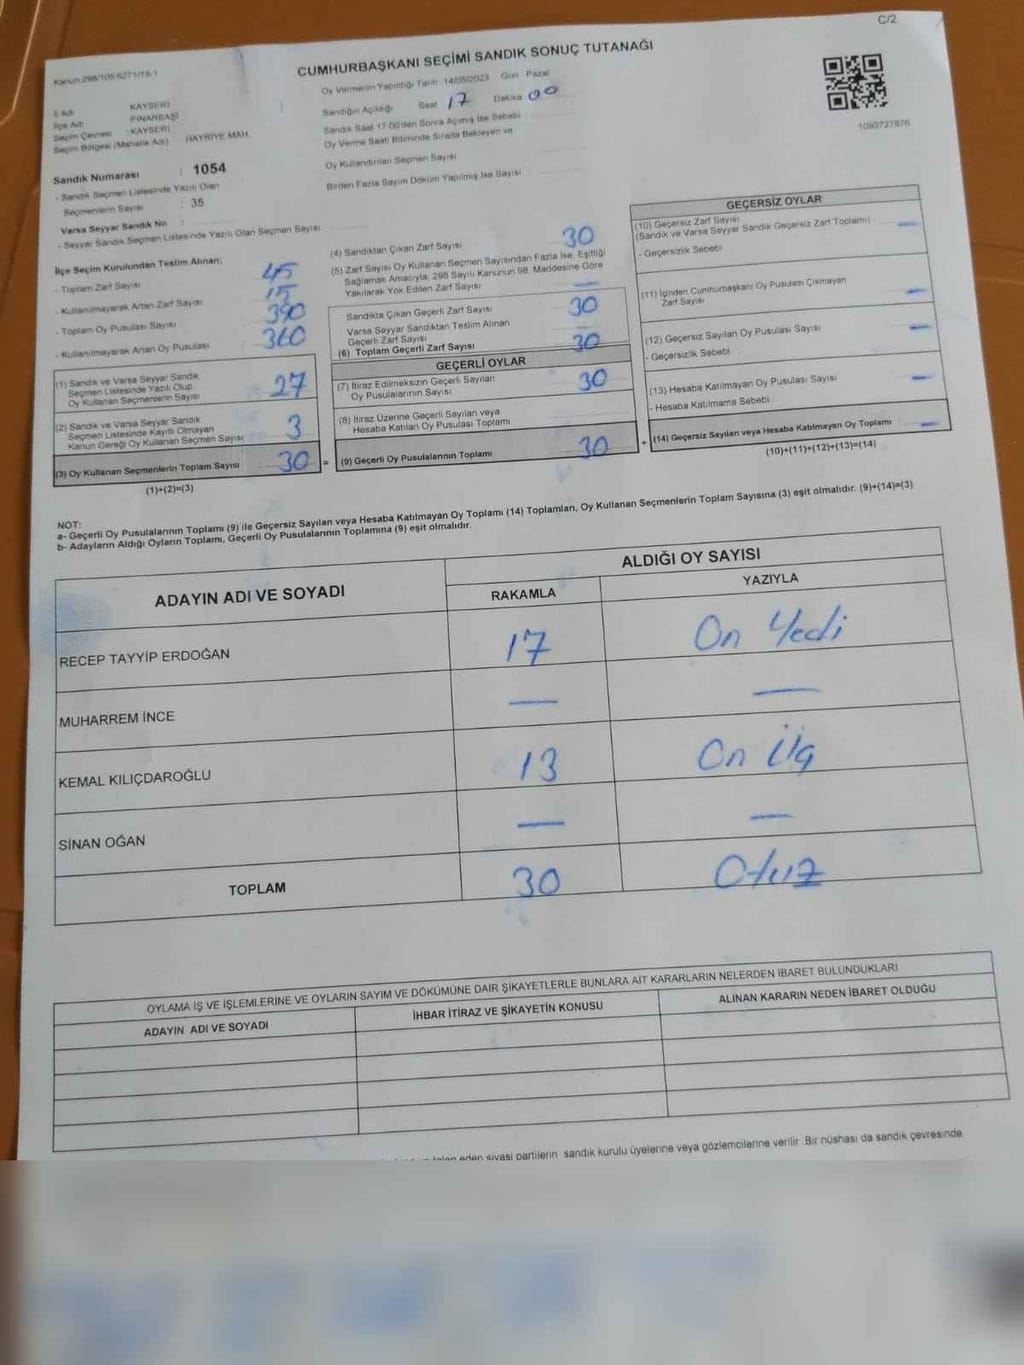 C/2
Kanun:298/105 6271/18/1
CUMHURBAŞKANI SEÇİMİ SANDIK SONUÇ TUTANAĞI
Oy Vermenin Yapıldığı Tarih 14/05/2023 Gün Pazar
İl Adı KAYSERİ
İlçe Adı PINARBAŞI
Seçim Çevresi : KAYSERİ
Seçim Bölgesi (Mahalle Adı) HAYRİYE MAH.
Sandığın Açıldığı Saat 17 Dakika 00
Sandık Saat 17:00'den Sonra Açılmış İse Sebebi
Oy Verme Saati Bitiminde Sırada Bekleyen ve
Oy Kullandırılan Seçmen Sayısı
Birden Fazla Sayım Döküm Yapılmış İse Sayısı
1093727876
Sandık Numarası : 1054
- Sandık Seçmen Listesinde Yazılı Olan
Seçmenlerin Sayısı : 35
Varsa Seyyar Sandık No :
- Seyyar Sandık Seçmen Listesinde Yazılı Olan Seçmen Sayısı
İlçe Seçim Kurulundan Teslim Alınan;
- Toplam Zarf Sayısı 45
- Kullanılmayarak Artan Zarf Sayısı 15
- Toplam Oy Pusulası Sayısı 390
- Kullanılmayarak Artan Oy Pusulası 360
(1) Sandık ve Varsa Seyyar Sandık
Seçmen Listesinde Yazılı Olup
Oy Kullanan Seçmenlerin Sayısı 27
(2) Sandık ve Varsa Seyyar Sandık
Seçmen Listesinde Kayıtlı Olmayan
Kanun Gereği Oy Kullanan Seçmen Sayısı 3
(3) Oy Kullanan Seçmenlerin Toplam Sayısı 30 =
(1)+(2)=(3)
(4) Sandıktan Çıkan Zarf Sayısı 30
(5) Zarf Sayısı Oy Kullanan Seçmen Sayısından Fazla İse, Eşitliği
Sağlamak Amacıyla, 298 Sayılı Kanunun 98. Maddesine Göre
Yakılarak Yok Edilen Zarf Sayısı —
Sandıkta Çıkan Geçerli Zarf Sayısı 30
Varsa Seyyar Sandıktan Teslim Alınan
Geçerli Zarf Sayısı
(6) Toplam Geçerli Zarf Sayısı 30
GEÇERLİ OYLAR
(7) İtiraz Edilmeksizin Geçerli Sayılan
Oy Pusulalarının Sayısı 30
(8) İtiraz Üzerine Geçerli Sayılan veya
Hesaba Katılan Oy Pusulası Toplamı
(9) Geçerli Oy Pusulalarının Toplamı 30 +
GEÇERSİZ OYLAR
(10) Geçersiz Zarf Sayısı
(Sandık ve Varsa Seyyar Sandık Geçersiz Zarf Toplamı) —
- Geçersizlik Sebebi
(11) İçinden Cumhurbaşkanı Oy Pusulası Çıkmayan
Zarf Sayısı —
(12) Geçersiz Sayılan Oy Pusulası Sayısı —
- Geçersizlik Sebebi
(13) Hesaba Katılmayan Oy Pusulası Sayısı —
- Hesaba Katılmama Sebebi
(14) Geçersiz Sayılan veya Hesaba Katılmayan Oy Toplamı —
(10)+(11)+(12)+(13)=(14)
NOT:
a- Geçerli Oy Pusulalarının Toplamı (9) ile Geçersiz Sayılan veya Hesaba Katılmayan Oy Toplamı (14) Toplamları, Oy Kullanan Seçmenlerin Toplam Sayısına (3) eşit olmalıdır. (9)+(14)=(3)
b- Adayların Aldığı Oyların Toplamı, Geçerli Oy Pusulalarının Toplamına (9) eşit olmalıdır.
ADAYIN ADI VE SOYADI
ALDIĞI OY SAYISI
RAKAMLA YAZIYLA
RECEP TAYYİP ERDOĞAN 17 On Yedi
MUHARREM İNCE — —
KEMAL KILIÇDAROĞLU 13 On Üç
SİNAN OĞAN — —
TOPLAM 30 Otuz
OYLAMA İŞ VE İŞLEMLERİNE VE OYLARIN SAYIM VE DÖKÜMÜNE DAİR ŞİKAYETLERLE BUNLARA AİT KARARLARIN NELERDEN İBARET BULUNDUKLARI
ADAYIN ADI VE SOYADI İHBAR İTİRAZ VE ŞİKAYETİN KONUSU ALINAN KARARIN NEDEN İBARET OLDUĞU
eden siyasi partilerin sandık kurulu üyelerine veya gözlemcilerine verilir. Bir nüshası da sandık çevresinde